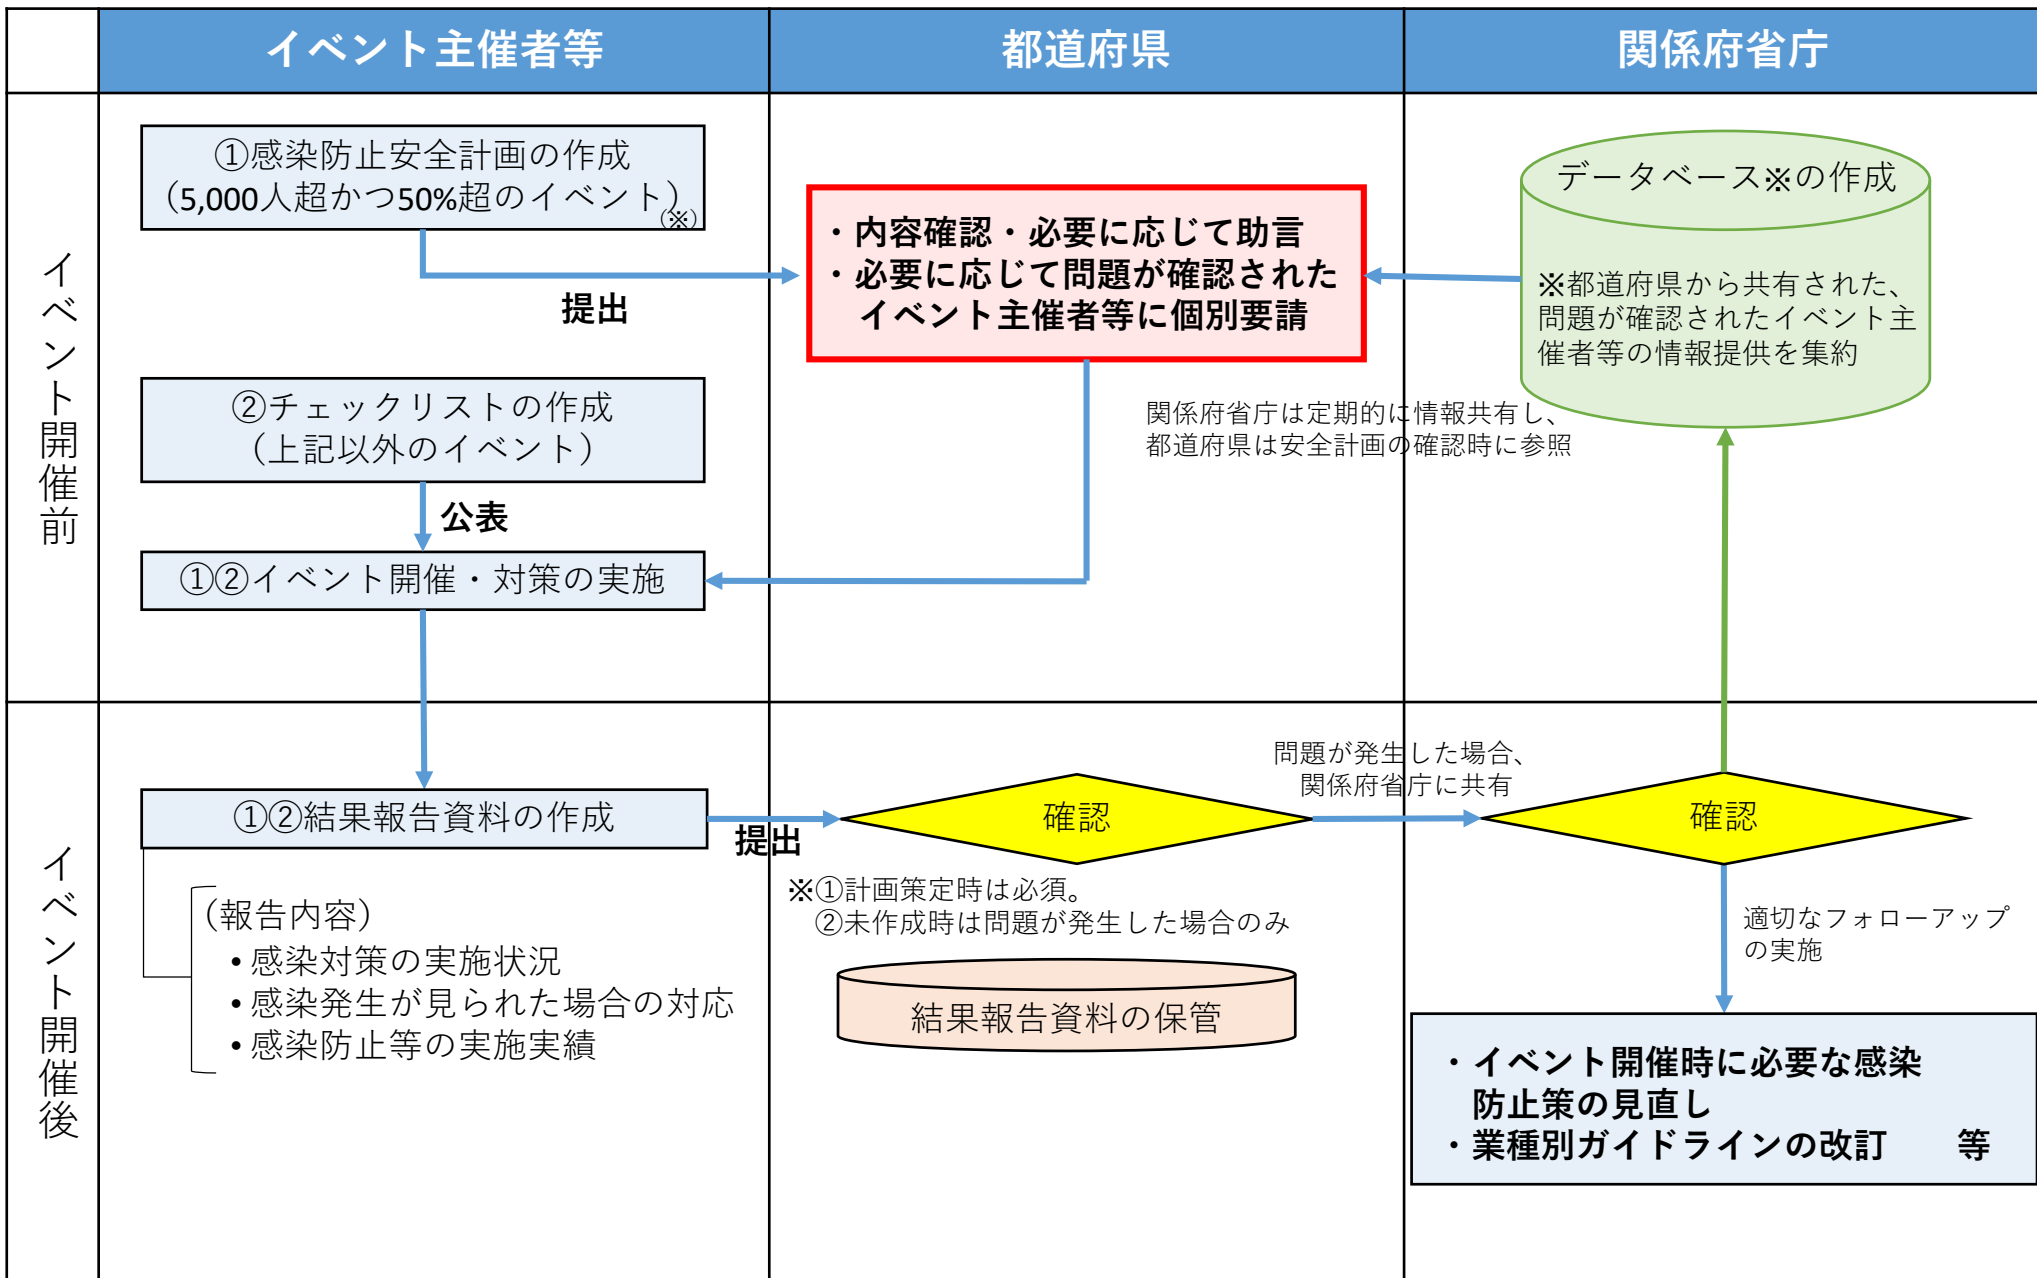 イベント主催者等
都道府県
関係府省庁
イベント開催前
①感染防止安全計画の作成
（5,000人超かつ50%超のイベント）
(※)
提出
②チェックリストの作成
（上記以外のイベント）
公表
①②イベント開催・対策の実施
・内容確認・必要に応じて助言
・必要に応じて問題が確認された
イベント主催者等に個別要請
データベース※の作成
※都道府県から共有された、
問題が確認されたイベント主
催者等の情報提供を集約
関係府省庁は定期的に情報共有し、
都道府県は安全計画の確認時に参照
イベント開催後
①②結果報告資料の作成
提出
（報告内容）
•感染対策の実施状況
•感染発生が見られた場合の対応
•感染防止等の実施実績
確認
※①計画策定時は必須。
②未作成時は問題が発生した場合のみ
結果報告資料の保管
問題が発生した場合、
関係府省庁に共有
確認
適切なフォローアップ
の実施
・イベント開催時に必要な感染
防止策の見直し
・業種別ガイドラインの改訂　　等